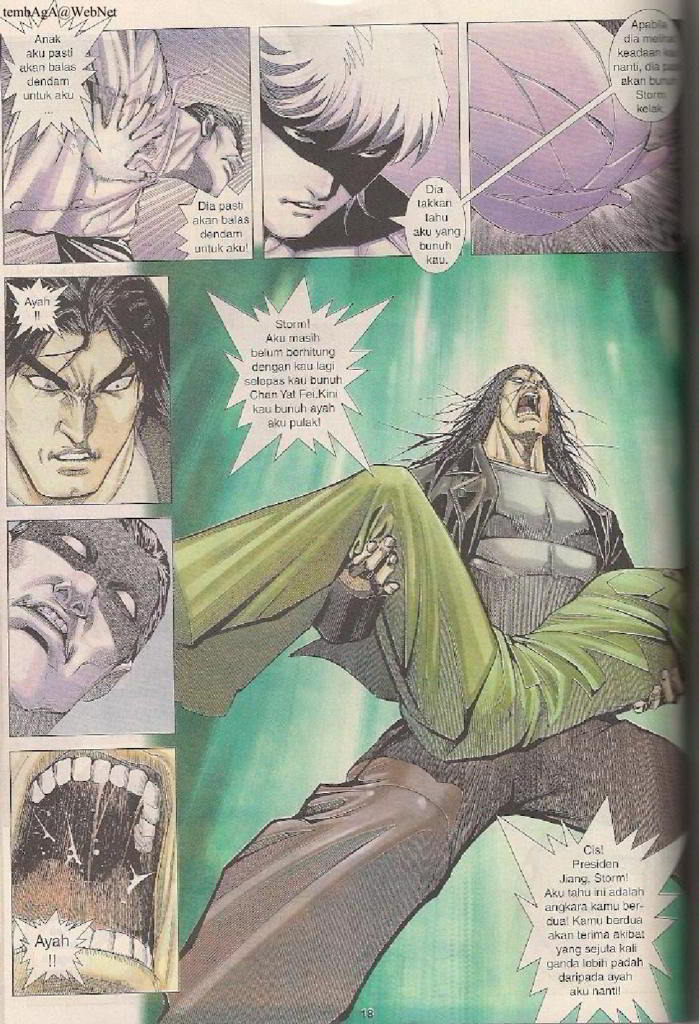 tembAgA@WebNet
Anak
aku pasti
akan balas
dendam
untuk aku
...
Dia pasti
akan balas
dendam
untuk aku!
Apabila
dia melihat
keadaan
nanti, dia
akan bunuh
Storm
kelak.
Dia
takkan
tahu
aku yang
bunuh
kau.
Ayah
!!
Storm!
Aku masih
belum berhitung
dengan kau lagi
selepas kau bunuh
Chan Yat Fei.Kini
kau bunuh ayah
aku pulak!
Ayah
!!
Cis!
Presiden
Jiang, Storm!
Aku tahu ini adalah
angkara kamu ber-
dua! Kamu berdua
akan terima akibat
yang sejuta kali
ganda lebih padah
daripada ayah
aku nanti!
18